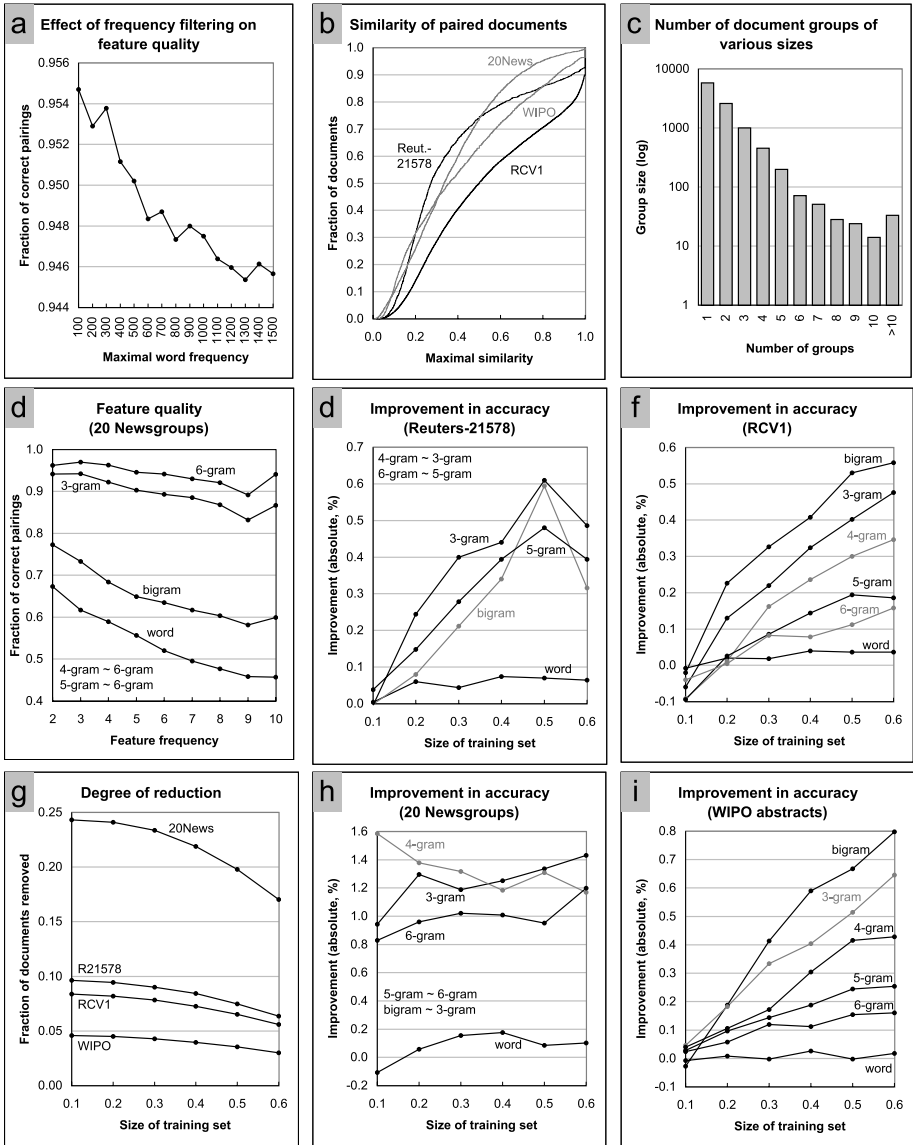 a
Effect of frequency filtering on
feature quality
0.956
0.954
0.952
0.950
0.948
0.946
0.944
Fraction of correct pairings
100
200
300
400
500
600
700
800
900
1000
1100
1200
1300
1400
1500
Maximal word frequency
b
Similarity of paired documents
1.0
0.9
0.8
0.7
0.6
0.5
0.4
0.3
0.2
0.1
0.0
Fraction of documents
20News
WIPO
Reut.-
21578
RCV1
0.0 0.2 0.4 0.6 0.8 1.0
Maximal similarity
c
Number of document groups of
various sizes
10000
1000
100
10
1
Group size (log)
1
2
3
4
5
6
7
8
9
10
>10
Number of groups
d
Feature quality
(20 Newsgroups)
1.0
0.9
0.8
0.7
0.6
0.5
0.4
Fraction of correct pairings
6-gram
3-gram
bigram
word
4-gram ~ 6-gram
5-gram ~ 6-gram
2 3 4 5 6 7 8 9 10
Feature frequency
d
Improvement in accuracy
(Reuters-21578)
0.7
0.6
0.5
0.4
0.3
0.2
0.1
0.0
Improvement (absolute, %)
4-gram ~ 3-gram
6-gram ~ 5-gram
3-gram
5-gram
bigram
word
0.1 0.2 0.3 0.4 0.5 0.6
Size of training set
f
Improvement in accuracy
(RCV1)
0.6
0.5
0.4
0.3
0.2
0.1
0.0
-0.1
Improvement (absolute, %)
bigram
3-gram
4-gram
5-gram
6-gram
word
0.1 0.2 0.3 0.4 0.5 0.6
Size of training set
g
Degree of reduction
0.25
0.20
0.15
0.10
0.05
0.00
Fraction of documents removed
20News
R21578
RCV1
WIPO
0.1 0.2 0.3 0.4 0.5 0.6
Size of training set
h
Improvement in accuracy
(20 Newsgroups)
1.6
1.4
1.2
1.0
0.8
0.6
0.4
0.2
0.0
-0.2
Improvement (absolute, %)
4-gram
3-gram
6-gram
5-gram ~ 6-gram
bigram ~ 3-gram
word
0.1 0.2 0.3 0.4 0.5 0.6
Size of training set
i
Improvement in accuracy
(WIPO abstracts)
0.8
0.7
0.6
0.5
0.4
0.3
0.2
0.1
0.0
-0.1
Improvement (absolute, %)
bigram
3-gram
4-gram
5-gram
6-gram
word
0.1 0.2 0.3 0.4 0.5 0.6
Size of training set